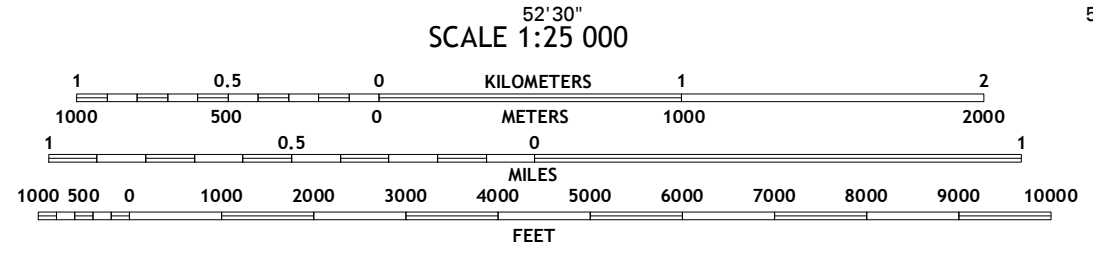 52'30" 5
SCALE 1:25 000
1 0.5 0 KILOMETERS 1 2
1000 500 0 METERS 1000 2000
1 0.5 0 1
MILES
1000 500 0 1000 2000 3000 4000 5000 6000 7000 8000 9000 10000
FEET